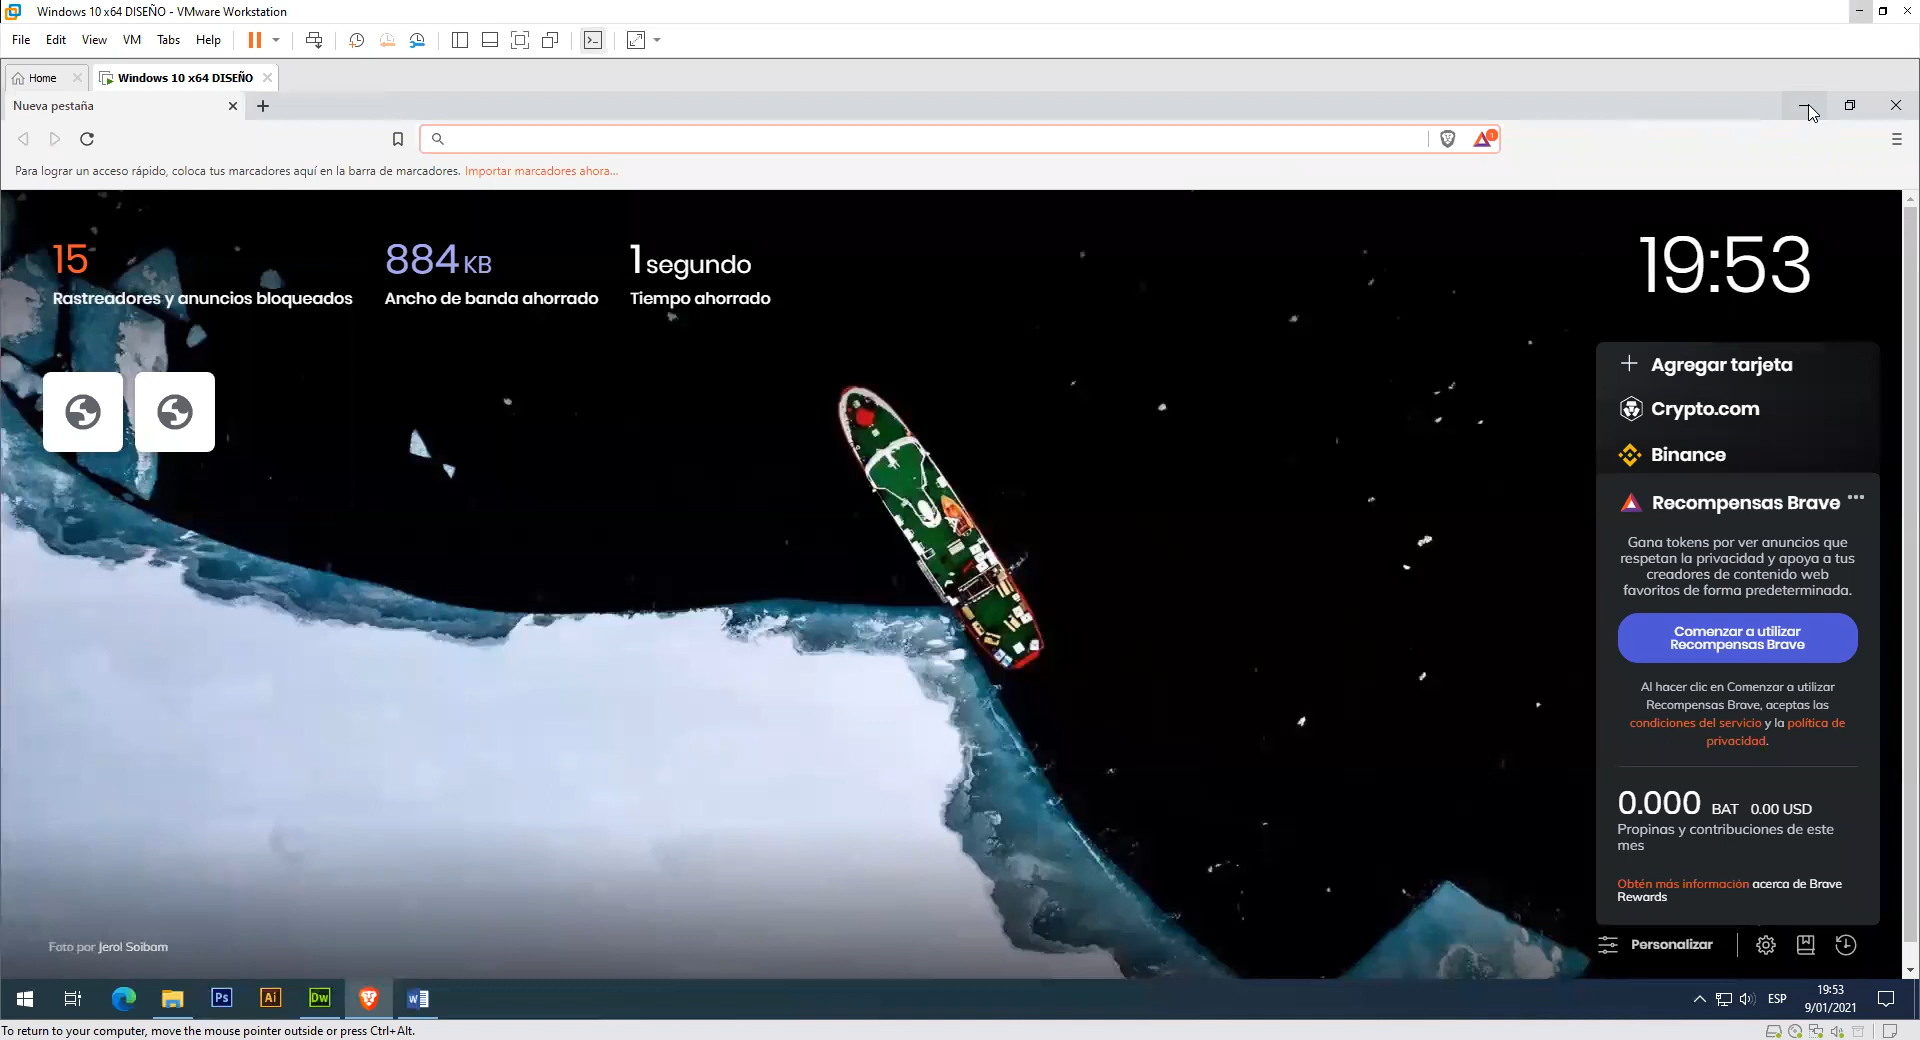 Windows 10 x64 DISEÑO - VMware Workstation
File Edit View VM Tabs Help
Home Windows 10 x64 DISEÑO
Nueva pestaña
1
Para lograr un acceso rápido, coloca tus marcadores aquí en la barra de marcadores. Importar marcadores ahora...
15 884 KB 1 segundo
Rastreadores y anuncios bloqueados Ancho de banda ahorrado Tiempo ahorrado
19:53
Agregar tarjeta
Crypto.com
Binance
Recompensas Brave
Gana tokens por ver anuncios que
respetan la privacidad y apoya a tus
creadores de contenido web
favoritos de forma predeterminada.
Comenzar a utilizar
Recompensas Brave
Al hacer clic en Comenzar a utilizar
Recompensas Brave, aceptas las
condiciones del servicio y la política de
privacidad.
0.000 BAT 0.00 USD
Propinas y contribuciones de este
mes
Obtén más información acerca de Brave
Rewards
Foto por Jerol Soibam
Personalizar
Ps Ai Dw W
ESP
19:53
9/01/2021
To return to your computer, move the mouse pointer outside or press Ctrl+Alt.